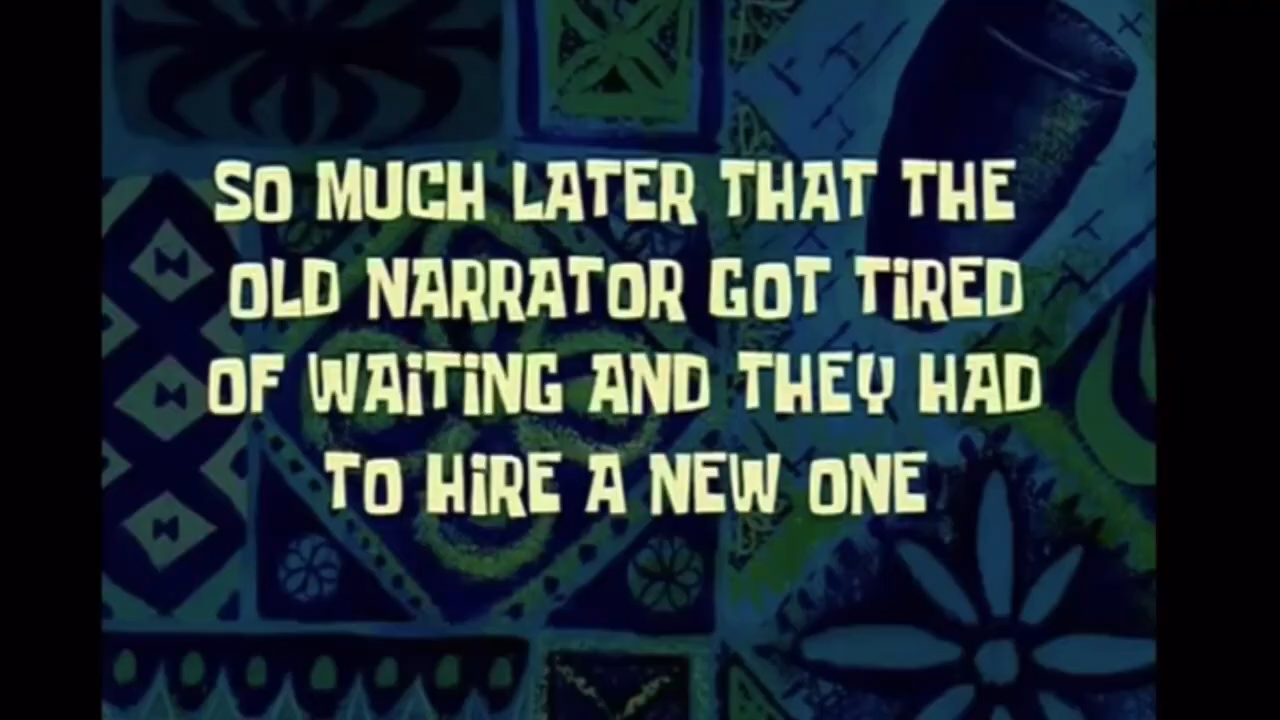 SO MUCH LATER THAT THE
OLD NARRATOR GOT TiRED
OF WAiTiNG AND THEY HAD
TO HiRE A NEW ONE